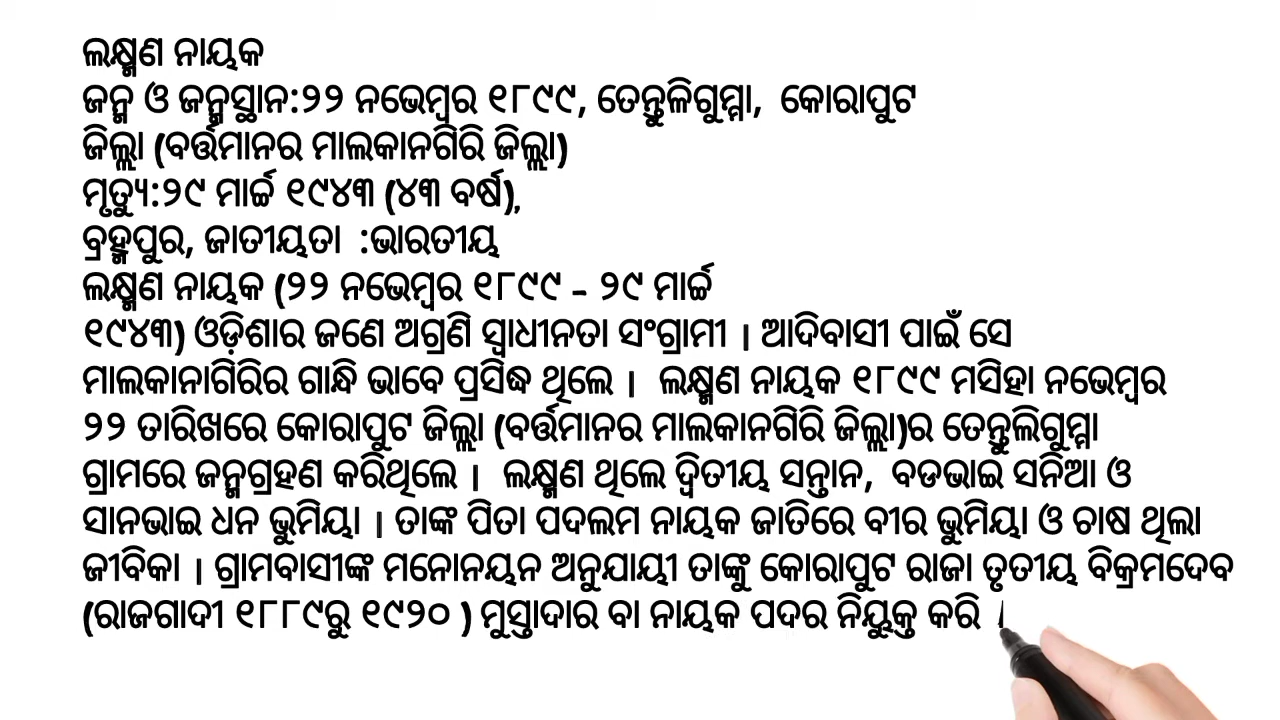 ଲକ୍ଷ୍ମଣ ନାୟକ
ଜନ୍ମ ଓ ଜନ୍ମସ୍ଥାନ:୨୨ ନଭେମ୍ବର ୧୮୯୯, ତେନ୍ତୁଳିଗୁମ୍ମା, କୋରାପୁଟ
ଜିଲ୍ଲା (ବର୍ତ୍ତମାନର ମାଲକାନଗିରି ଜିଲ୍ଲା)
ମୃତ୍ୟୁ:୨୯ ମାର୍ଚ୍ଚ ୧୯୪୩ (୪୩ ବର୍ଷ),
ବ୍ରହ୍ମପୁର, ଜାତୀୟତା :ଭାରତୀୟ
ଲକ୍ଷ୍ମଣ ନାୟକ (୨୨ ନଭେମ୍ବର ୧୮୯୯ - ୨୯ ମାର୍ଚ୍ଚ
୧୯୪୩) ଓଡ଼ିଶାର ଜଣେ ଅଗ୍ରଣି ସ୍ୱାଧୀନତା ସଂଗ୍ରାମୀ । ଆଦିବାସୀ ପାଇଁ ସେ
ମାଲକାନାଗିରିର ଗାନ୍ଧି ଭାବେ ପ୍ରସିଦ୍ଧ ଥିଲେ । ଲକ୍ଷ୍ମଣ ନାୟକ ୧୮୯୯ ମସିହା ନଭେମ୍ବର
୨୨ ତାରିଖରେ କୋରାପୁଟ ଜିଲ୍ଲା (ବର୍ତ୍ତମାନର ମାଲକାନଗିରି ଜିଲ୍ଲା)ର ତେନ୍ତୁଲିଗୁମ୍ମା
ଗ୍ରାମରେ ଜନ୍ମଗ୍ରହଣ କରିଥିଲେ । ଲକ୍ଷ୍ମଣ ଥିଲେ ଦ୍ୱିତୀୟ ସନ୍ତାନ, ବଡଭାଇ ସନିଆ ଓ
ସାନଭାଇ ଧନ ଭୁମିୟା । ତାଙ୍କ ପିତା ପଦଲମ ନାୟକ ଜାତିରେ ବୀର ଭୁମିୟା ଓ ଚାଷ ଥିଲା
ଜୀବିକା । ଗ୍ରାମବାସୀଙ୍କ ମନୋନୟନ ଅନୁଯାୟୀ ତାଙ୍କୁ କୋରାପୁଟ ରାଜା ତୃତୀୟ ବିକ୍ରମଦେବ
(ରାଜଗାଦୀ ୧୮୮୯ରୁ ୧୯୨୦ ) ମୁସ୍ତାଦାର ବା ନାୟକ ପଦର ନିୟୁକ୍ତ କରି ।